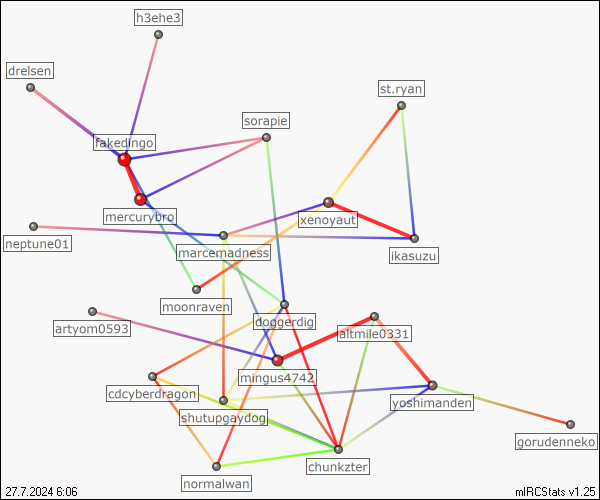 h3ehe3
drelsen
st.ryan
sorapie
fakedingo
mercurybro
xenoyaut
neptune01
marcemadness
ikasuzu
moonraven
doggerdig
artyom0593
altmile0331
mingus4742
cdcyberdragon
yoshimanden
shutupgaydog
gorudenneko
chunkzter
normalwan
27.7.2024 6:06
mIRCStats v1.25